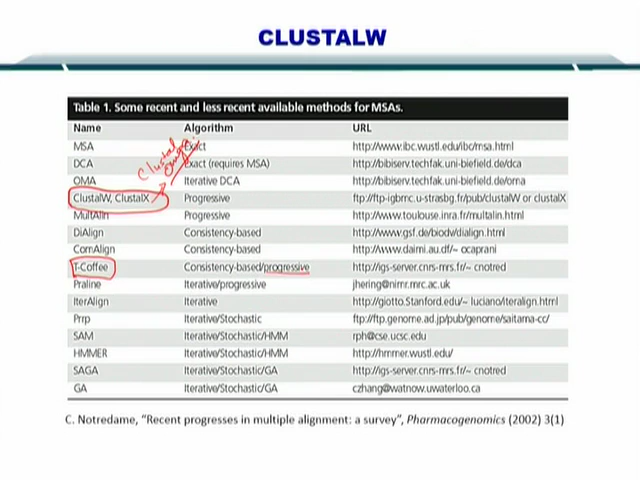 CLUSTALW
Table 1. Some recent and less recent available methods for MSAs.
Name Algorithm URL
MSA Exact http://www.ibc.wustl.edu/ibc/msa.html
DCA Exact (requires MSA) http://bibiserv.techfak.uni-biefield.de/dca
OMA Iterative DCA http://bibiserv.techfak.uni-biefield.de/oma
ClustalW, ClustalX Progressive ftp://ftp-igbmc.u-strasbg.fr/pub/clustalW or clustalX
Clustal
Omega
MultAlin Progressive http://www.toulouse.inra.fr/multalin.html
DiAlign Consistency-based http://www.gsf.de/biodv/dialign.html
ComAlign Consistency-based http://www.daimi.au.df/~ ocaprani
T-Coffee Consistency-based/progressive http://igs-server.cnrs-mrs.fr/~ cnotred
Praline Iterative/progressive jhering@nimr.mrc.ac.uk
IterAlign Iterative http://giotto.Stanford.edu/~ luciano/iteralign.html
Prrp Iterative/Stochastic ftp://ftp.genome.ad.jp/pub/genome/saitama-cc/
SAM Iterative/Stochastic/HMM rph@cse.ucsc.edu
HMMER Iterative/Stochastic/HMM http://hmmer.wustl.edu/
SAGA Iterative/Stochastic/GA http://igs-server.cnrs-mrs.fr/~ cnotred
GA Iterative/Stochastic/GA czhang@watnow.uwaterloo.ca
C. Notredame, “Recent progresses in multiple alignment: a survey”, Pharmacogenomics (2002) 3(1)